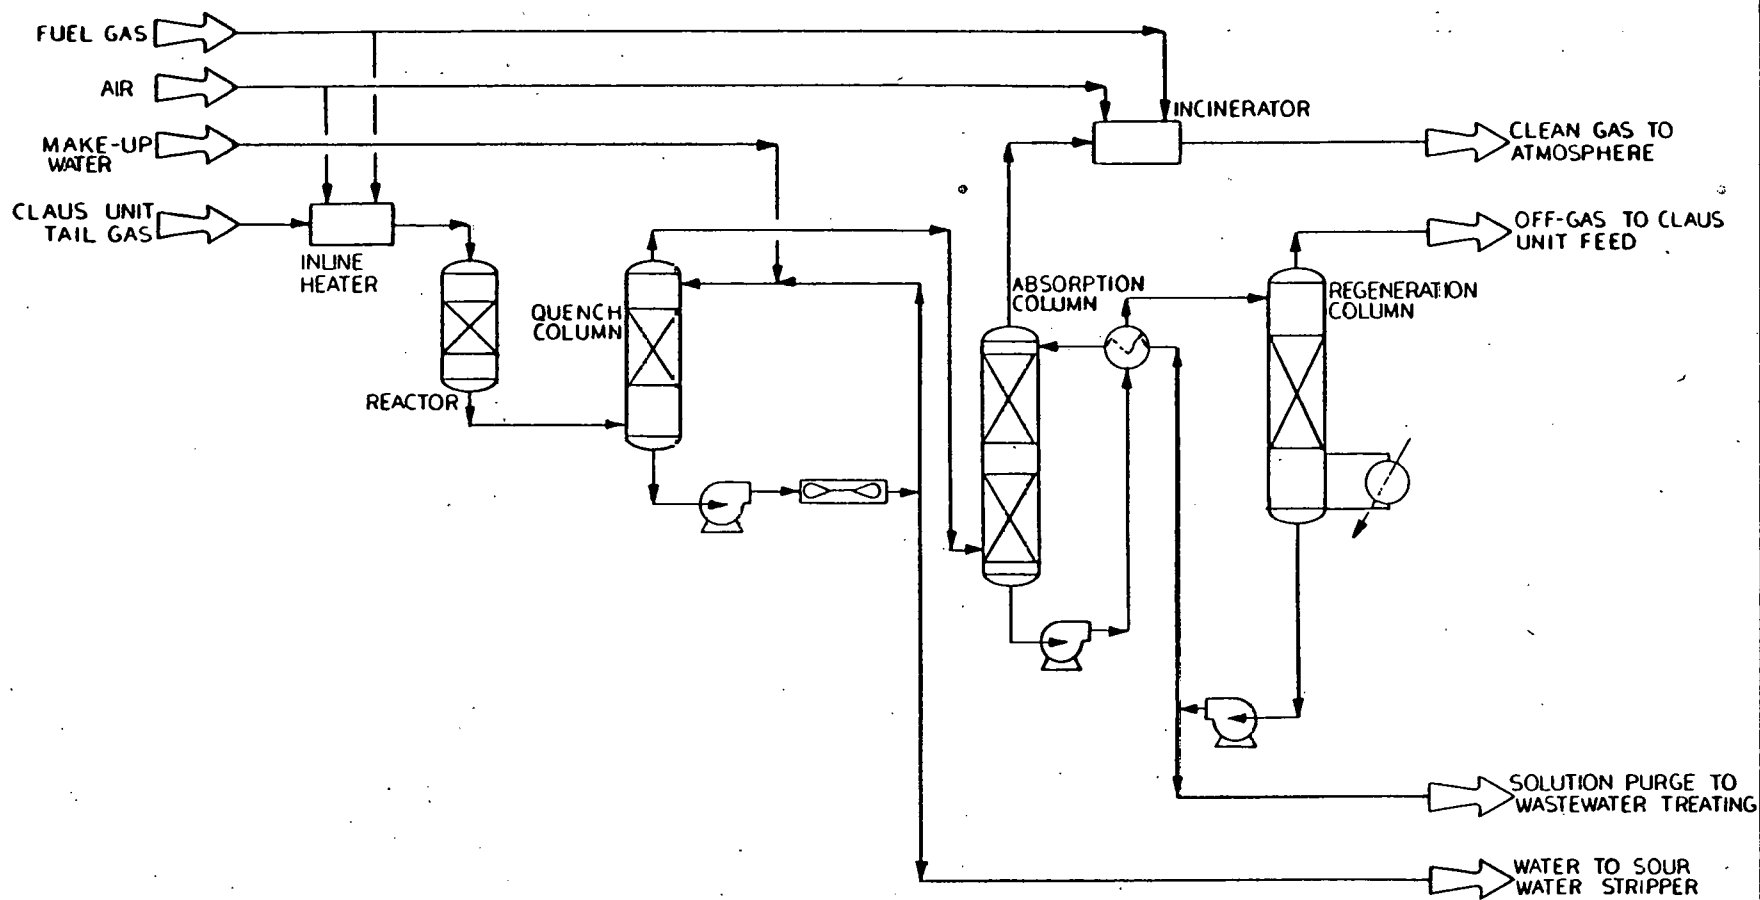 FUEL GAS
AIR
MAKE-UP
WATER
CLAUS UNIT
TAIL GAS
INLINE
HEATER
REACTOR
QUENCH
COLUMN
ABSORPTION
COLUMN
INCINERATOR
REGENERATION
COLUMN
CLEAN GAS TO
ATMOSPHERE
OFF-GAS TO CLAUS
UNIT FEED
SOLUTION PURGE TO
WASTEWATER TREATING
WATER TO SOUR
WATER STRIPPER